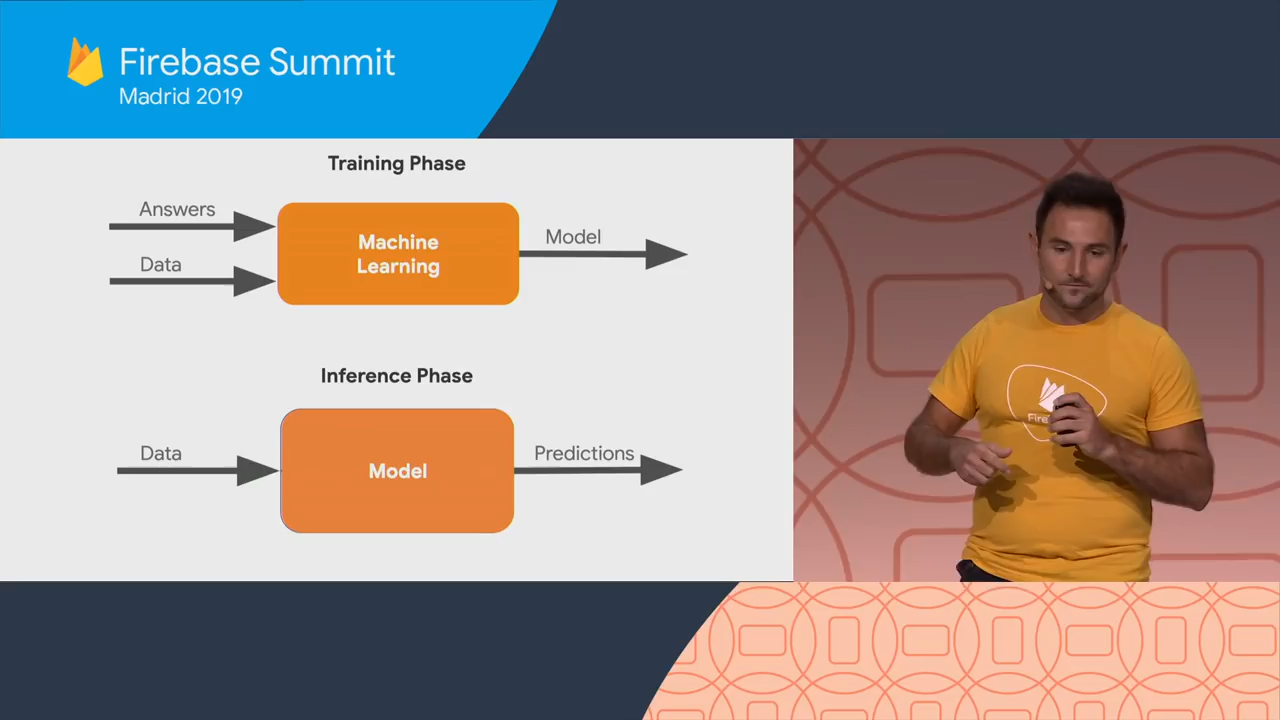 Firebase Summit
Madrid 2019
Training Phase
Answers
Data
Machine
Learning
Model
Inference Phase
Data
Model
Predictions